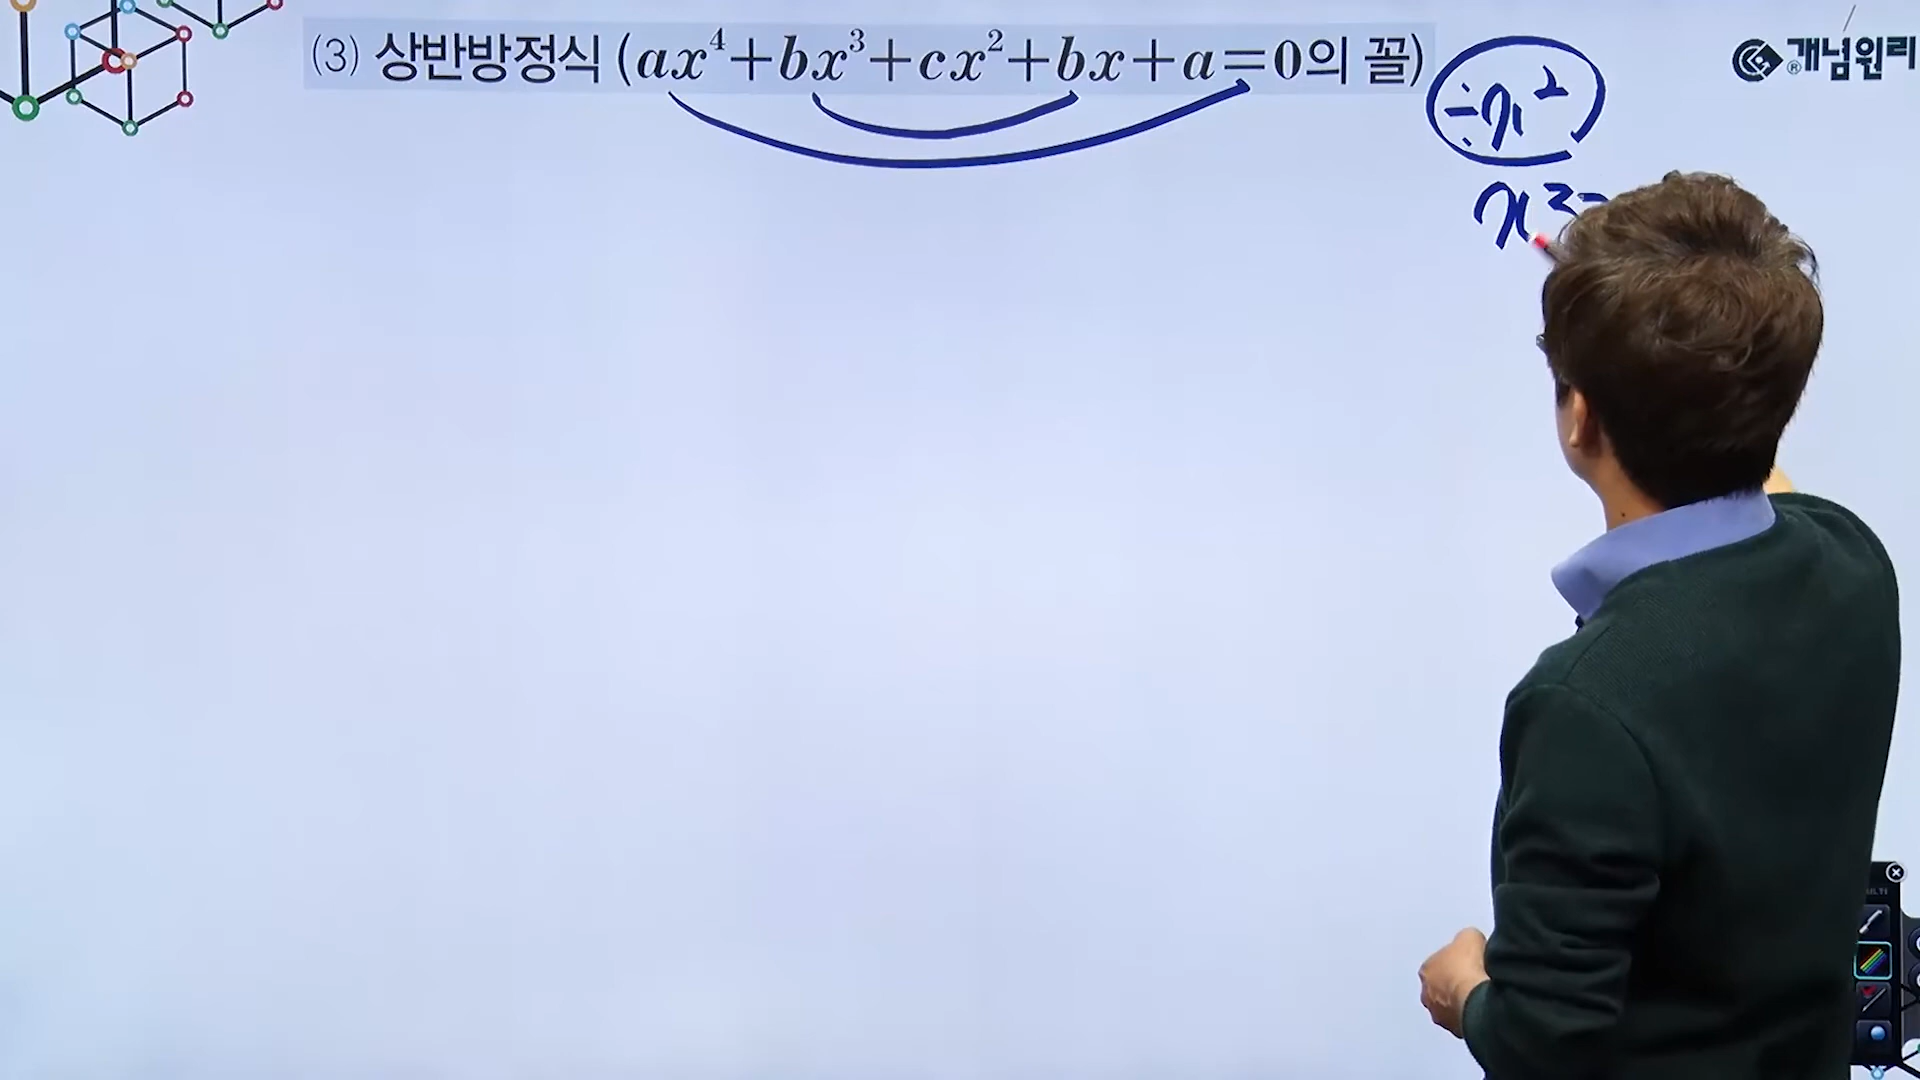 (3) 상반방정식 (ax⁴+bx³+cx²+bx+a=0의 꼴)
÷x²
개념원리®